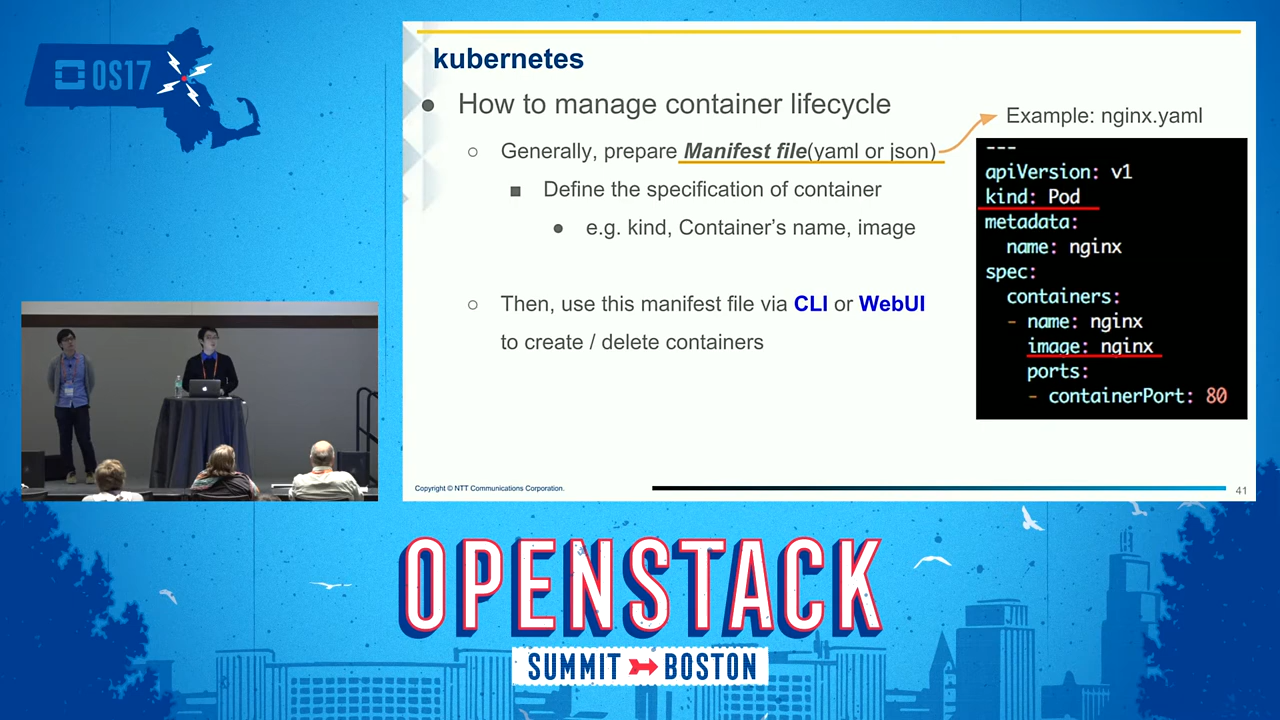 OS17
kubernetes
● How to manage container lifecycle
○ Generally, prepare Manifest file(yaml or json)
■ Define the specification of container
● e.g. kind, Container's name, image
○ Then, use this manifest file via CLI or WebUI
to create / delete containers
Example: nginx.yaml
---
apiVersion: v1
kind: Pod
metadata:
  name: nginx
spec:
  containers:
  - name: nginx
    image: nginx
    ports:
    - containerPort: 80
Copyright © NTT Communications Corporation.
41
OPENSTACK
SUMMIT BOSTON